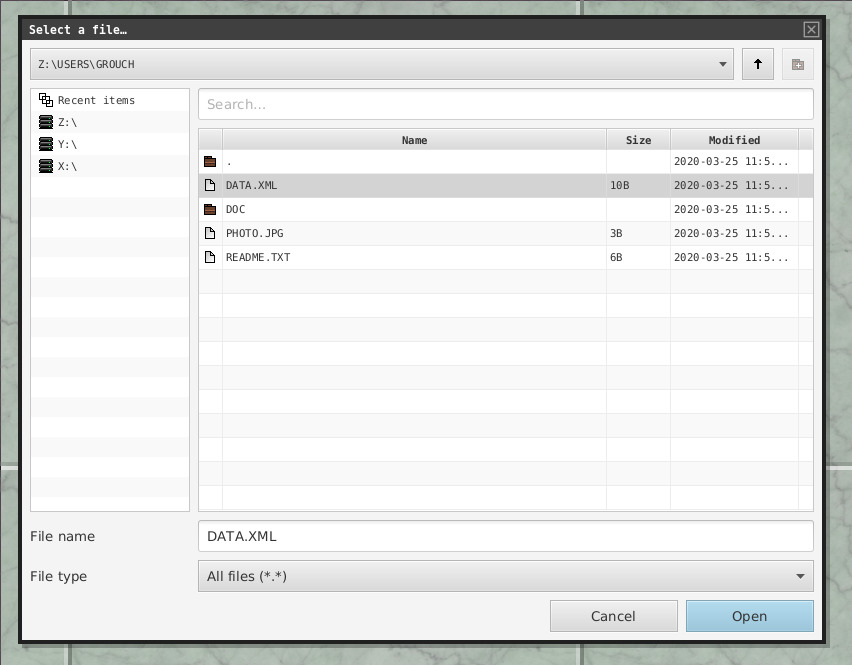 Select a file…
Z:\USERS\GROUCH
Recent items
Z:\
Y:\
X:\
Search...
Name Size Modified
. 2020-03-25 11:5...
DATA.XML 10B 2020-03-25 11:5...
DOC 2020-03-25 11:5...
PHOTO.JPG 3B 2020-03-25 11:5...
README.TXT 6B 2020-03-25 11:5...
File name DATA.XML
File type All files (*.*)
Cancel Open